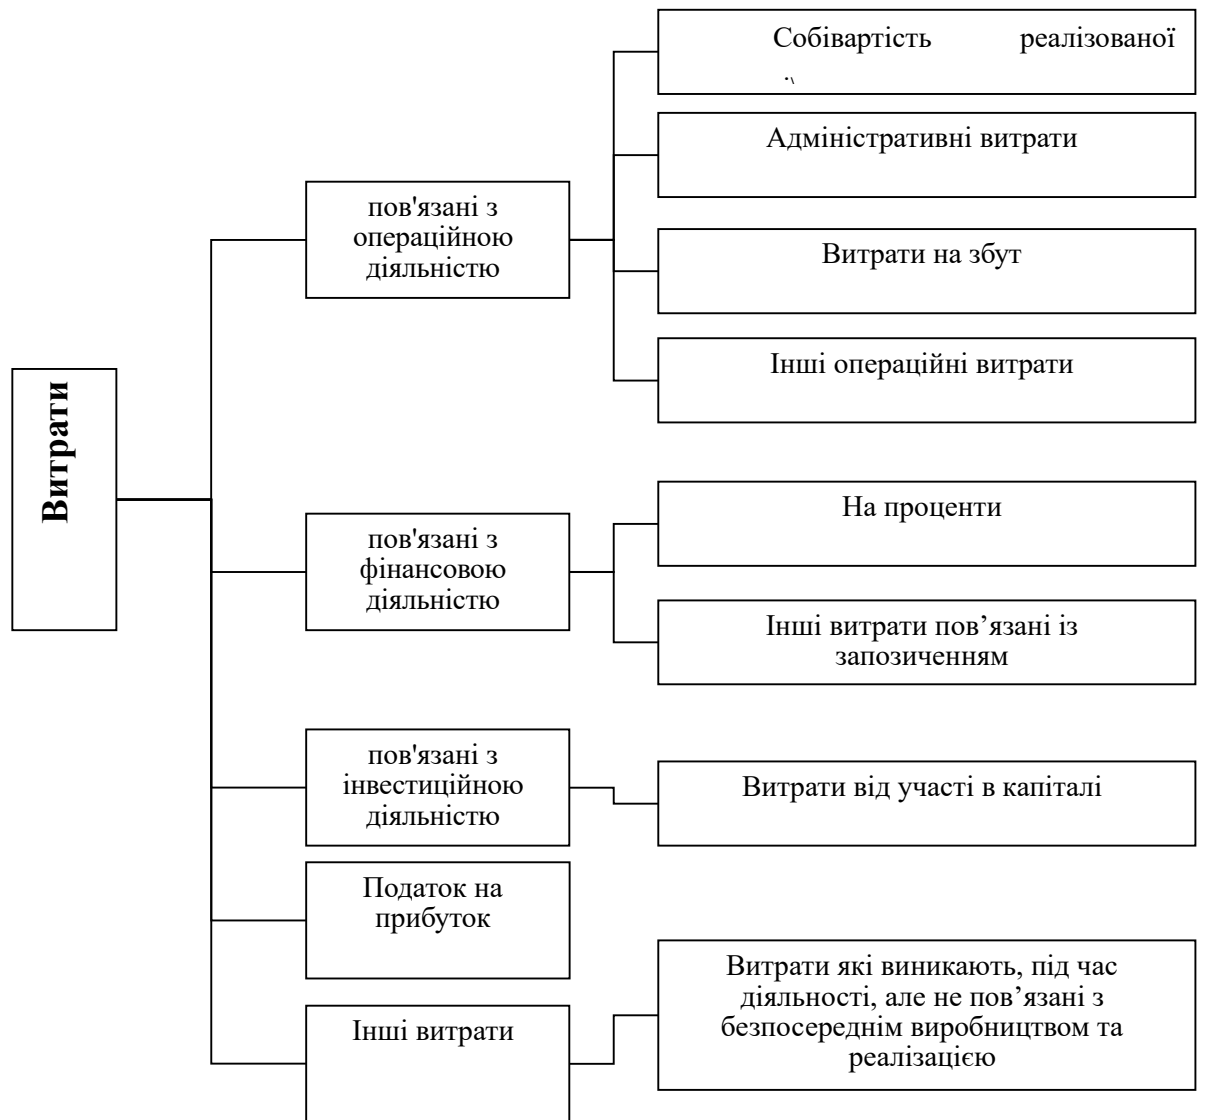 Собівартість реалізованої
Адміністративні витрати
пов'язані з
операційною
діяльністю
Витрати на збут
Інші операційні витрати
Витрати
На проценти
пов'язані з
фінансовою
діяльністю
Інші витрати пов’язані із
запозиченням
пов'язані з
інвестиційною
діяльністю
Витрати від участі в капіталі
Податок на
прибуток
Витрати які виникають, під час
діяльності, але не пов’язані з
безпосереднім виробництвом та
реалізацією
Інші витрати